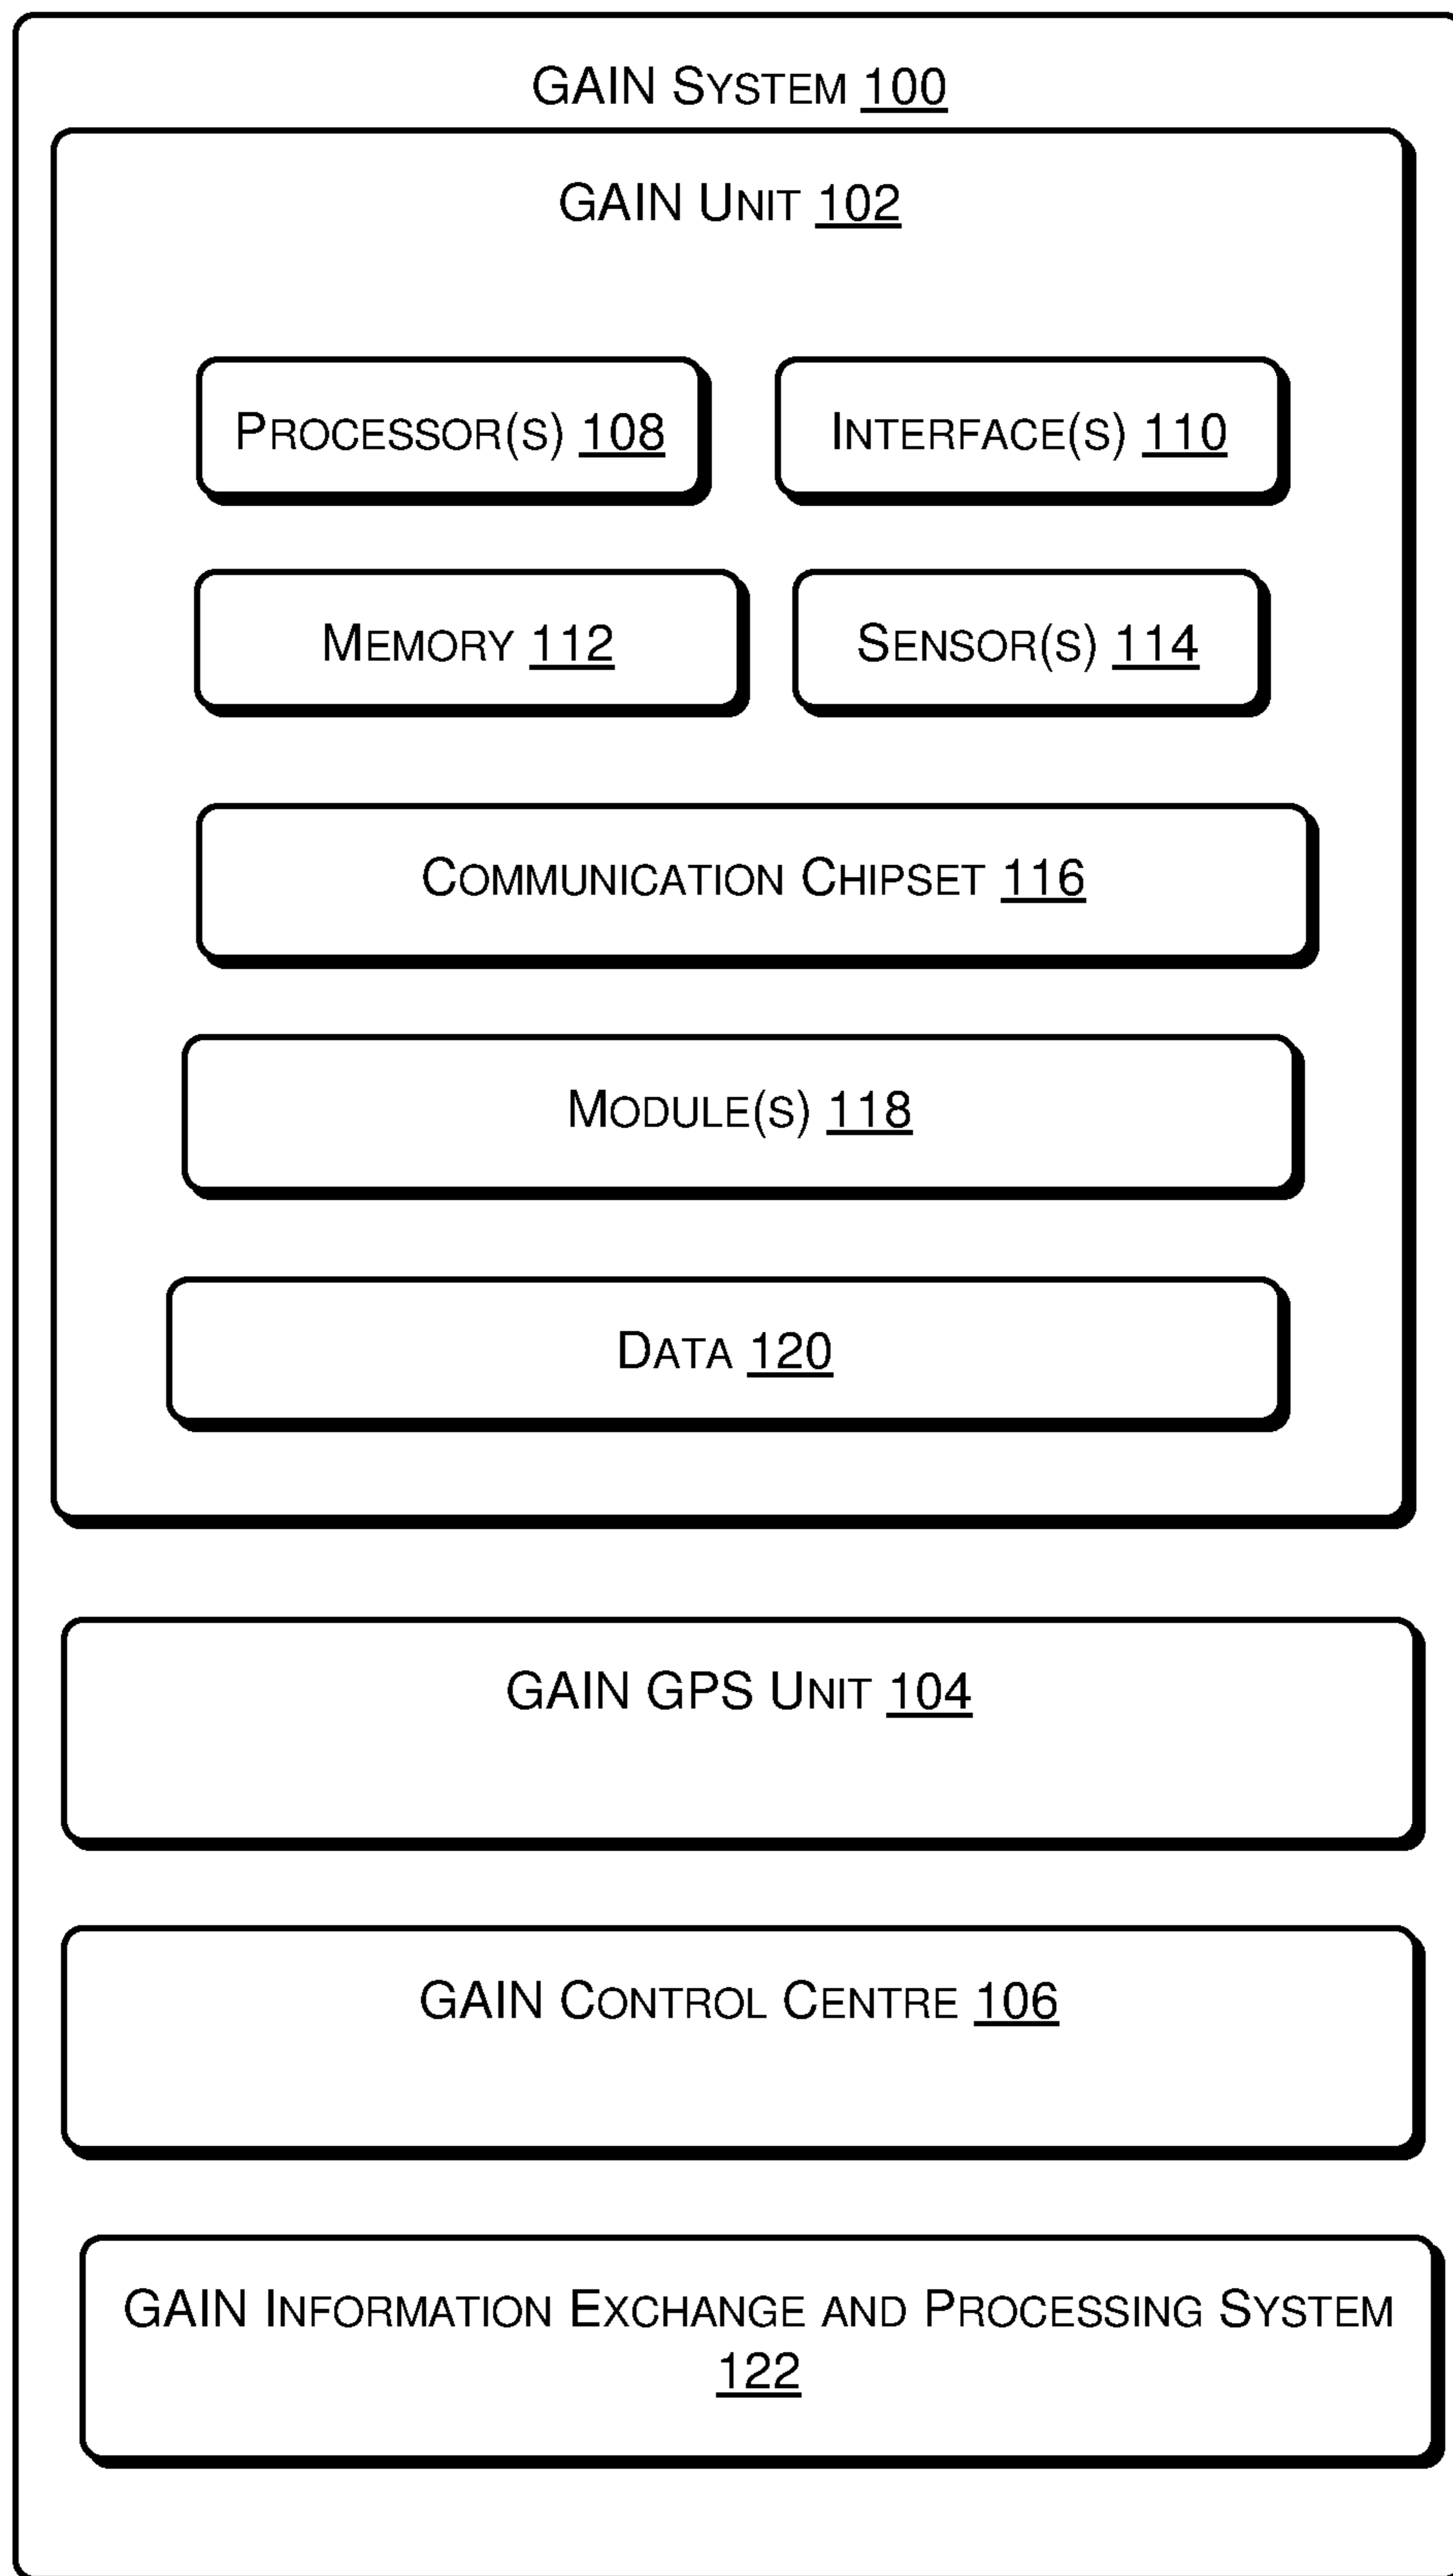 GAIN SYSTEM 100
GAIN UNIT 102
PROCESSOR(S) 108
INTERFACE(S) 110
MEMORY 112
SENSOR(S) 114
COMMUNICATION CHIPSET 116
MODULE(S) 118
DATA 120
GAIN GPS UNIT 104
GAIN CONTROL CENTRE 106
GAIN INFORMATION EXCHANGE AND PROCESSING SYSTEM
122